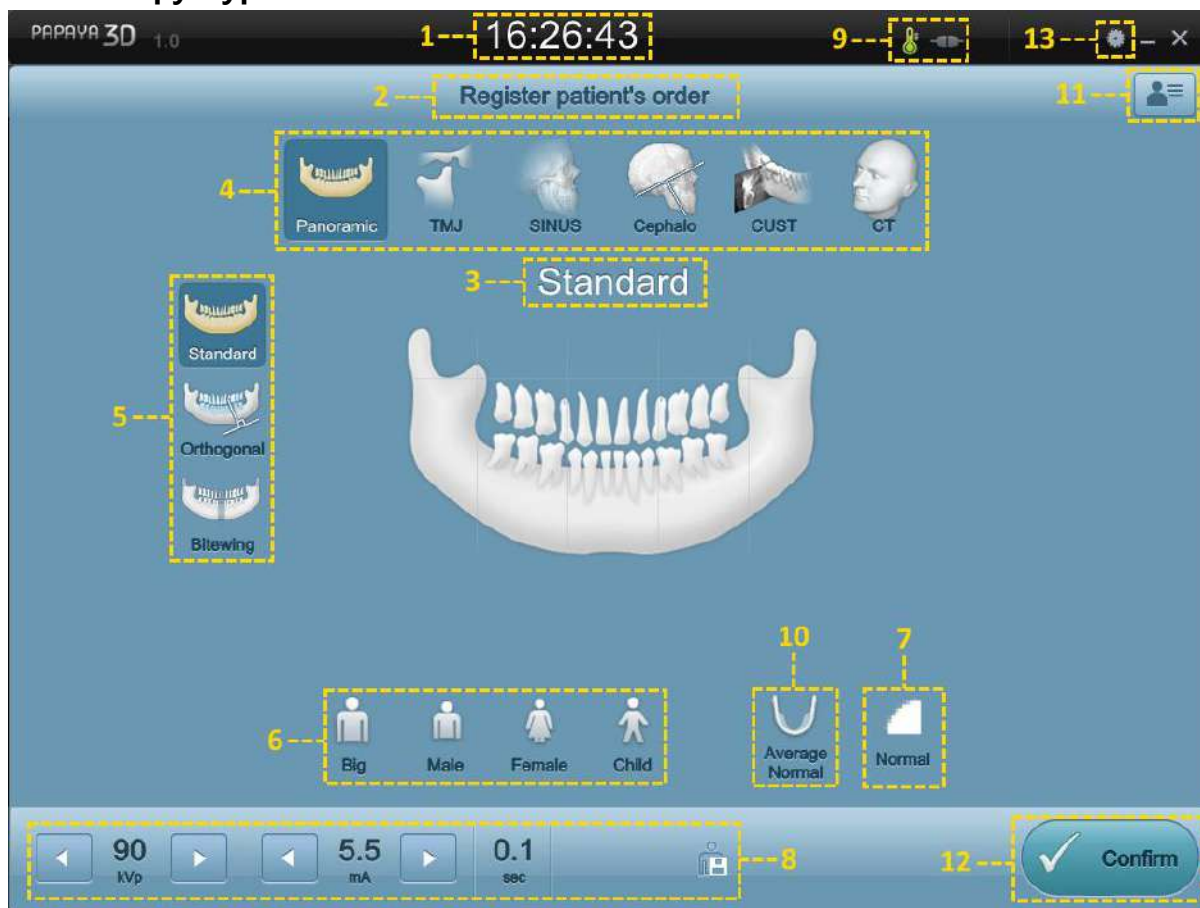 PAPAYA 3D 1.0
1
16:26:43
9
13
2
Register patient's order
11
4
Panoramic
TMJ
SINUS
Cephalo
CUST
CT
3
Standard
Standard
5
Orthogonal
Bitewing
10
7
6
Big
Male
Female
Child
Average
Normal
Normal
90
kVp
5.5
mA
0.1
sec
8
12
Confirm